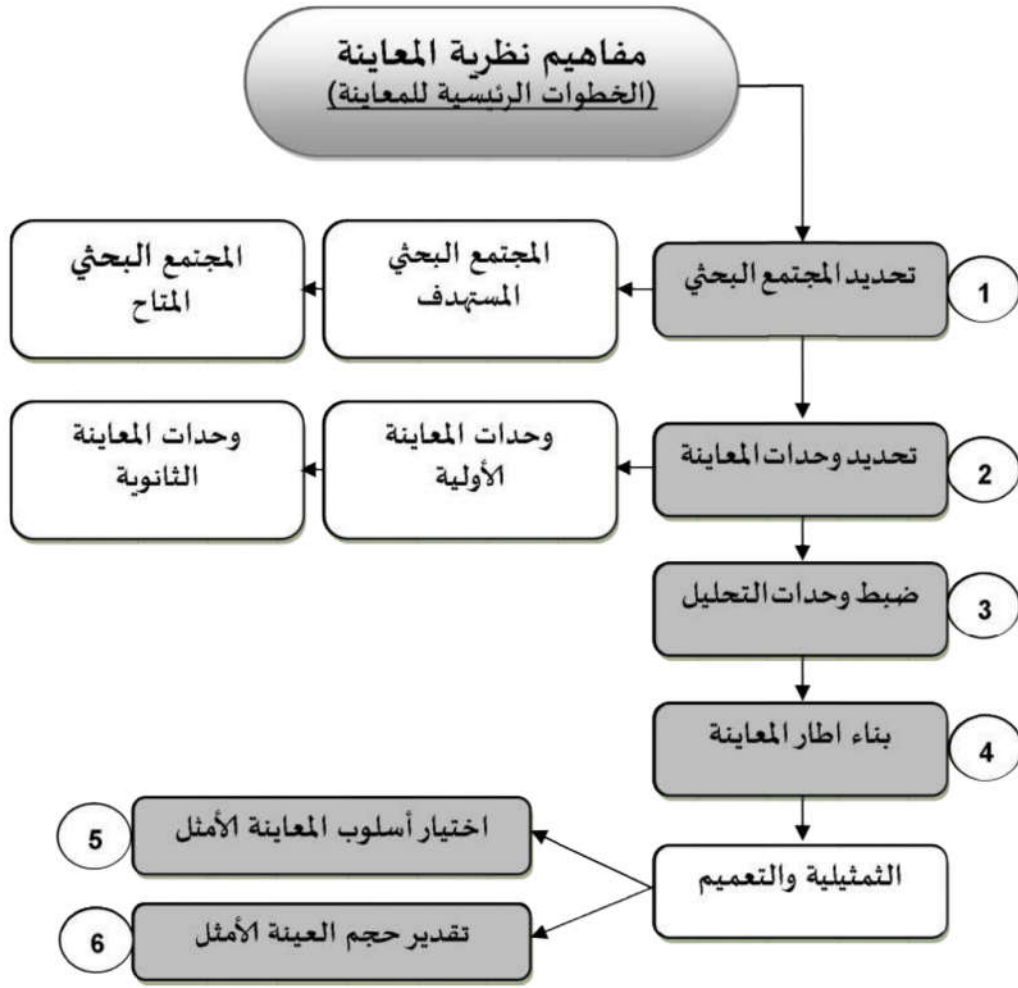 مفاهيم نظرية المعاينة
(الخطوات الرئيسية للمعاينة)
1
تحديد المجتمع البحثي
المجتمع البحثي
المستهدف
المجتمع البحثي
المتاح
2
تحديد وحدات المعاينة
وحدات المعاينة
الأولية
وحدات المعاينة
الثانوية
3
ضبط وحدات التحليل
4
بناء اطار المعاينة
الثمثيلية والتعميم
5
اختيار أسلوب المعاينة الأمثل
6
تقدير حجم العينة الأمثل